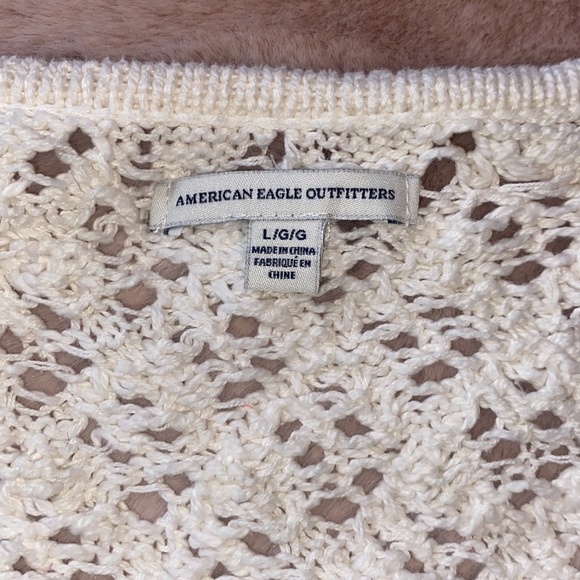 AMERICAN EAGLE OUTFITTERS
L/G/G
MADE IN CHINA
FABRIQUÉ EN
CHINE